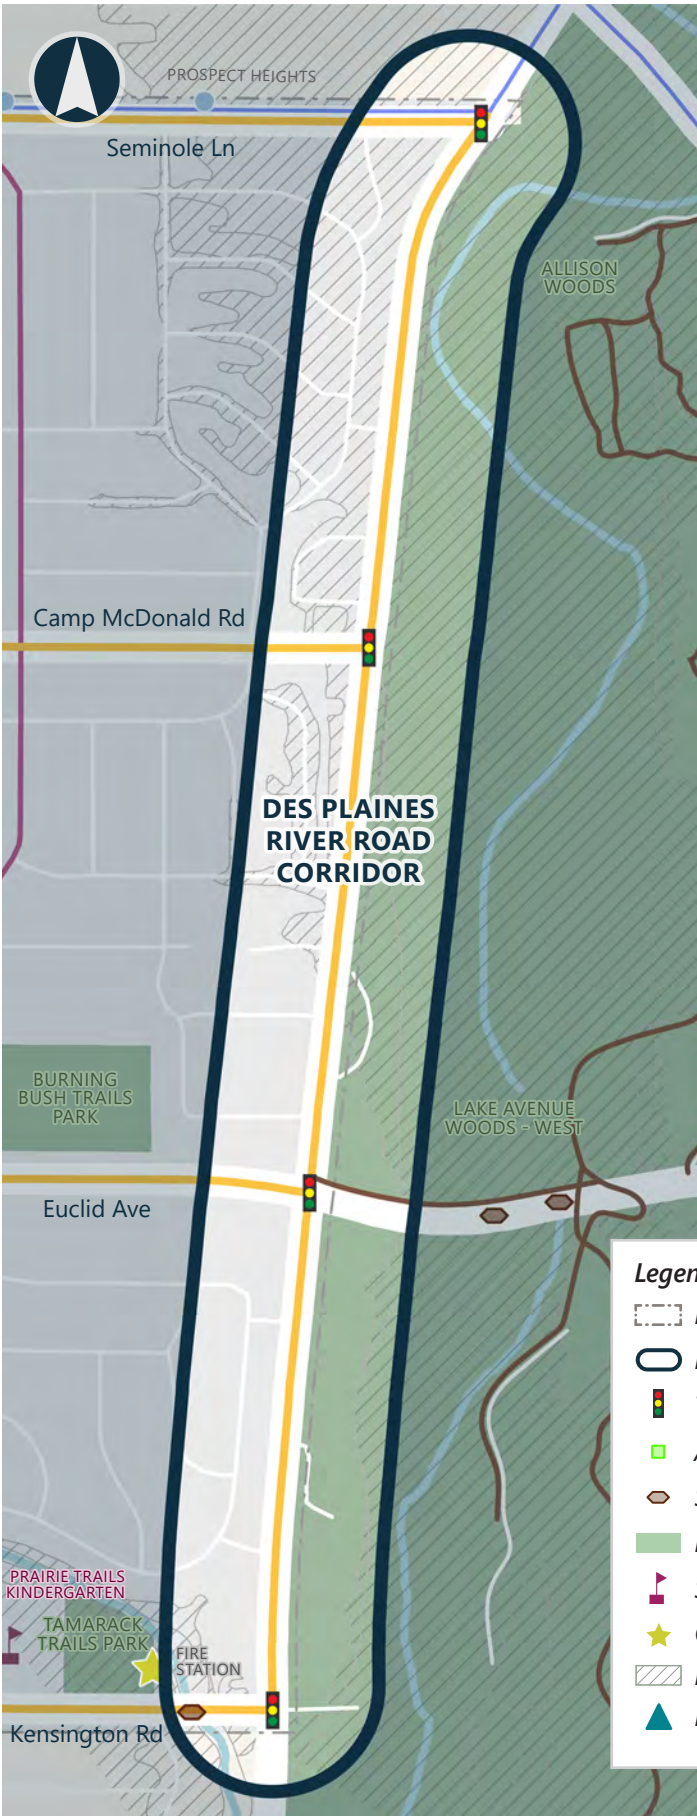 PROSPECT HEIGHTS
Seminole Ln
ALLISON
WOODS
Camp McDonald Rd
DES PLAINES
RIVER ROAD
CORRIDOR
BURNING
BUSH TRAILS
PARK
LAKE AVENUE
WOODS - WEST
Euclid Ave
PRAIRIE TRAILS
KINDERGARTEN
TAMARACK
TRAILS PARK
FIRE
STATION
Kensington Rd
Legen